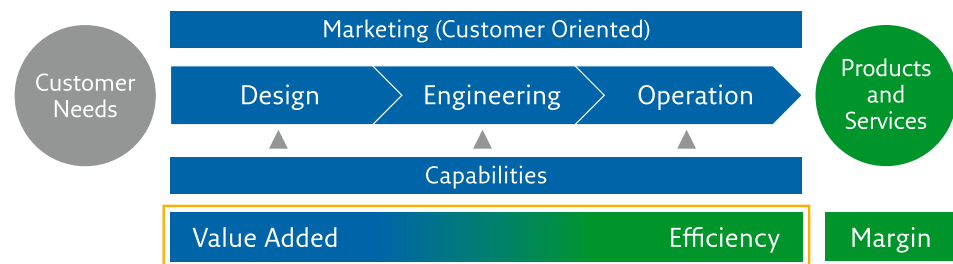 Marketing (Customer Oriented)
Customer
Needs
Design
Engineering
Operation
Products
and
Services
Capabilities
Value Added
Efficiency
Margin